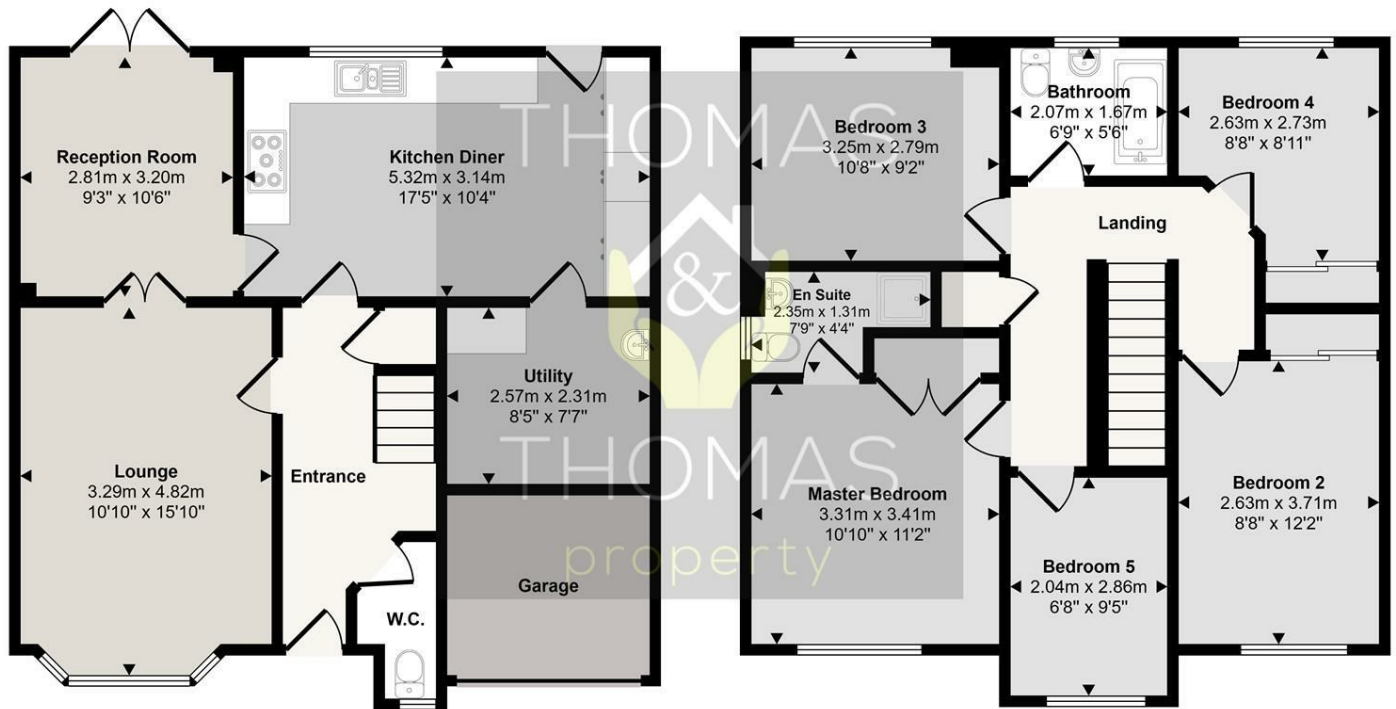 Reception Room
2.81m x 3.20m
9'3" x 10'6"
Kitchen Diner
5.32m x 3.14m
17'5" x 10'4"
Lounge
3.29m x 4.82m
10'10" x 15'10"
Entrance
Utility
2.57m x 2.31m
8'5" x 7'7"
W.C.
Garage
THOMAS
&
THOMAS
property
Bedroom 3
3.25m x 2.79m
10'8" x 9'2"
Bathroom
2.07m x 1.67m
6'9" x 5'6"
Bedroom 4
2.63m x 2.73m
8'8" x 8'11"
Landing
En Suite
2.35m x 1.31m
7'9" x 4'4"
Master Bedroom
3.31m x 3.41m
10'10" x 11'2"
Bedroom 5
2.04m x 2.86m
6'8" x 9'5"
Bedroom 2
2.63m x 3.71m
8'8" x 12'2"